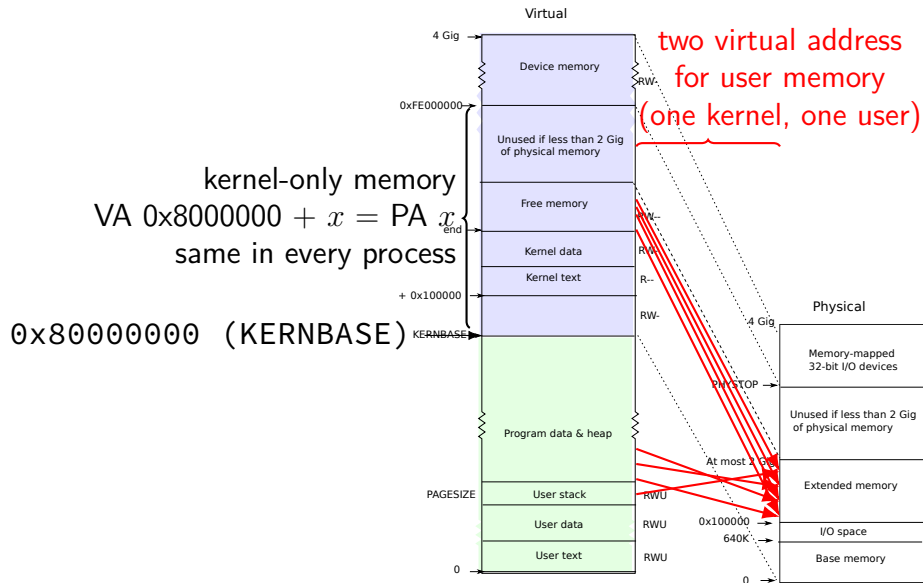 Virtual
4 Gig
Device memory
RW-
two virtual address
for user memory
(one kernel, one user)
0xFE000000
Unused if less than 2 Gig
of physical memory
kernel-only memory
VA 0x8000000 + x = PA x
same in every process
Free memory
RW--
end
Kernel data
RW-
Kernel text
R--
+ 0x100000
RW-
0x80000000 (KERNBASE)
KERNBASE
Physical
4 Gig
Memory-mapped
32-bit I/O devices
PHYSTOP
Unused if less than 2 Gig
of physical memory
Program data & heap
At most 2 Gig
PAGESIZE
User stack
RWU
Extended memory
User data
RWU
0x100000
I/O space
640K
User text
RWU
Base memory
0
0